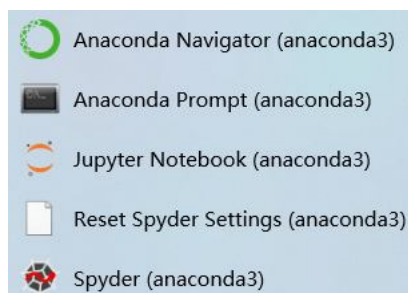 Anaconda Navigator (anaconda3)
Anaconda Prompt (anaconda3)
Jupyter Notebook (anaconda3)
Reset Spyder Settings (anaconda3)
Spyder (anaconda3)